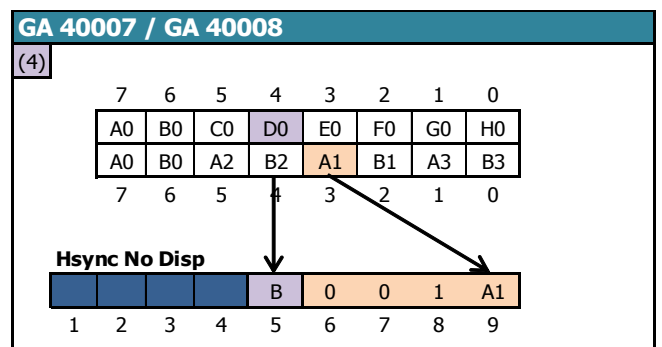 GA 40007 / GA 40008
(4)
7 6 5 4 3 2 1 0
A0 B0 C0 D0 E0 F0 G0 H0
A0 B0 A2 B2 A1 B1 A3 B3
7 6 5 4 3 2 1 0
Hsync No Disp
B 0 0 1 A1
1 2 3 4 5 6 7 8 9